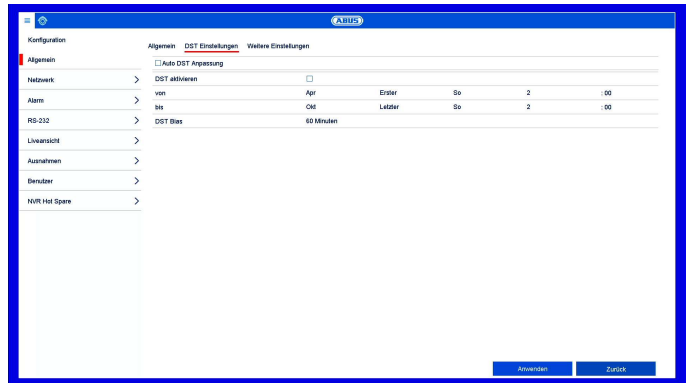 ABUS
Konfiguration
Allgemein
Netzwerk
Alarm
RS-232
Liveansicht
Ausnahmen
Benutzer
NVR Hot Spare
Allgemein DST Einstellungen Weitere Einstellungen
Auto DST Anpassung
DST aktivieren
von Apr Erster So 2 : 00
bis Okt Letzter So 2 : 00
DST Bias 60 Minuten
Anwenden Zurück